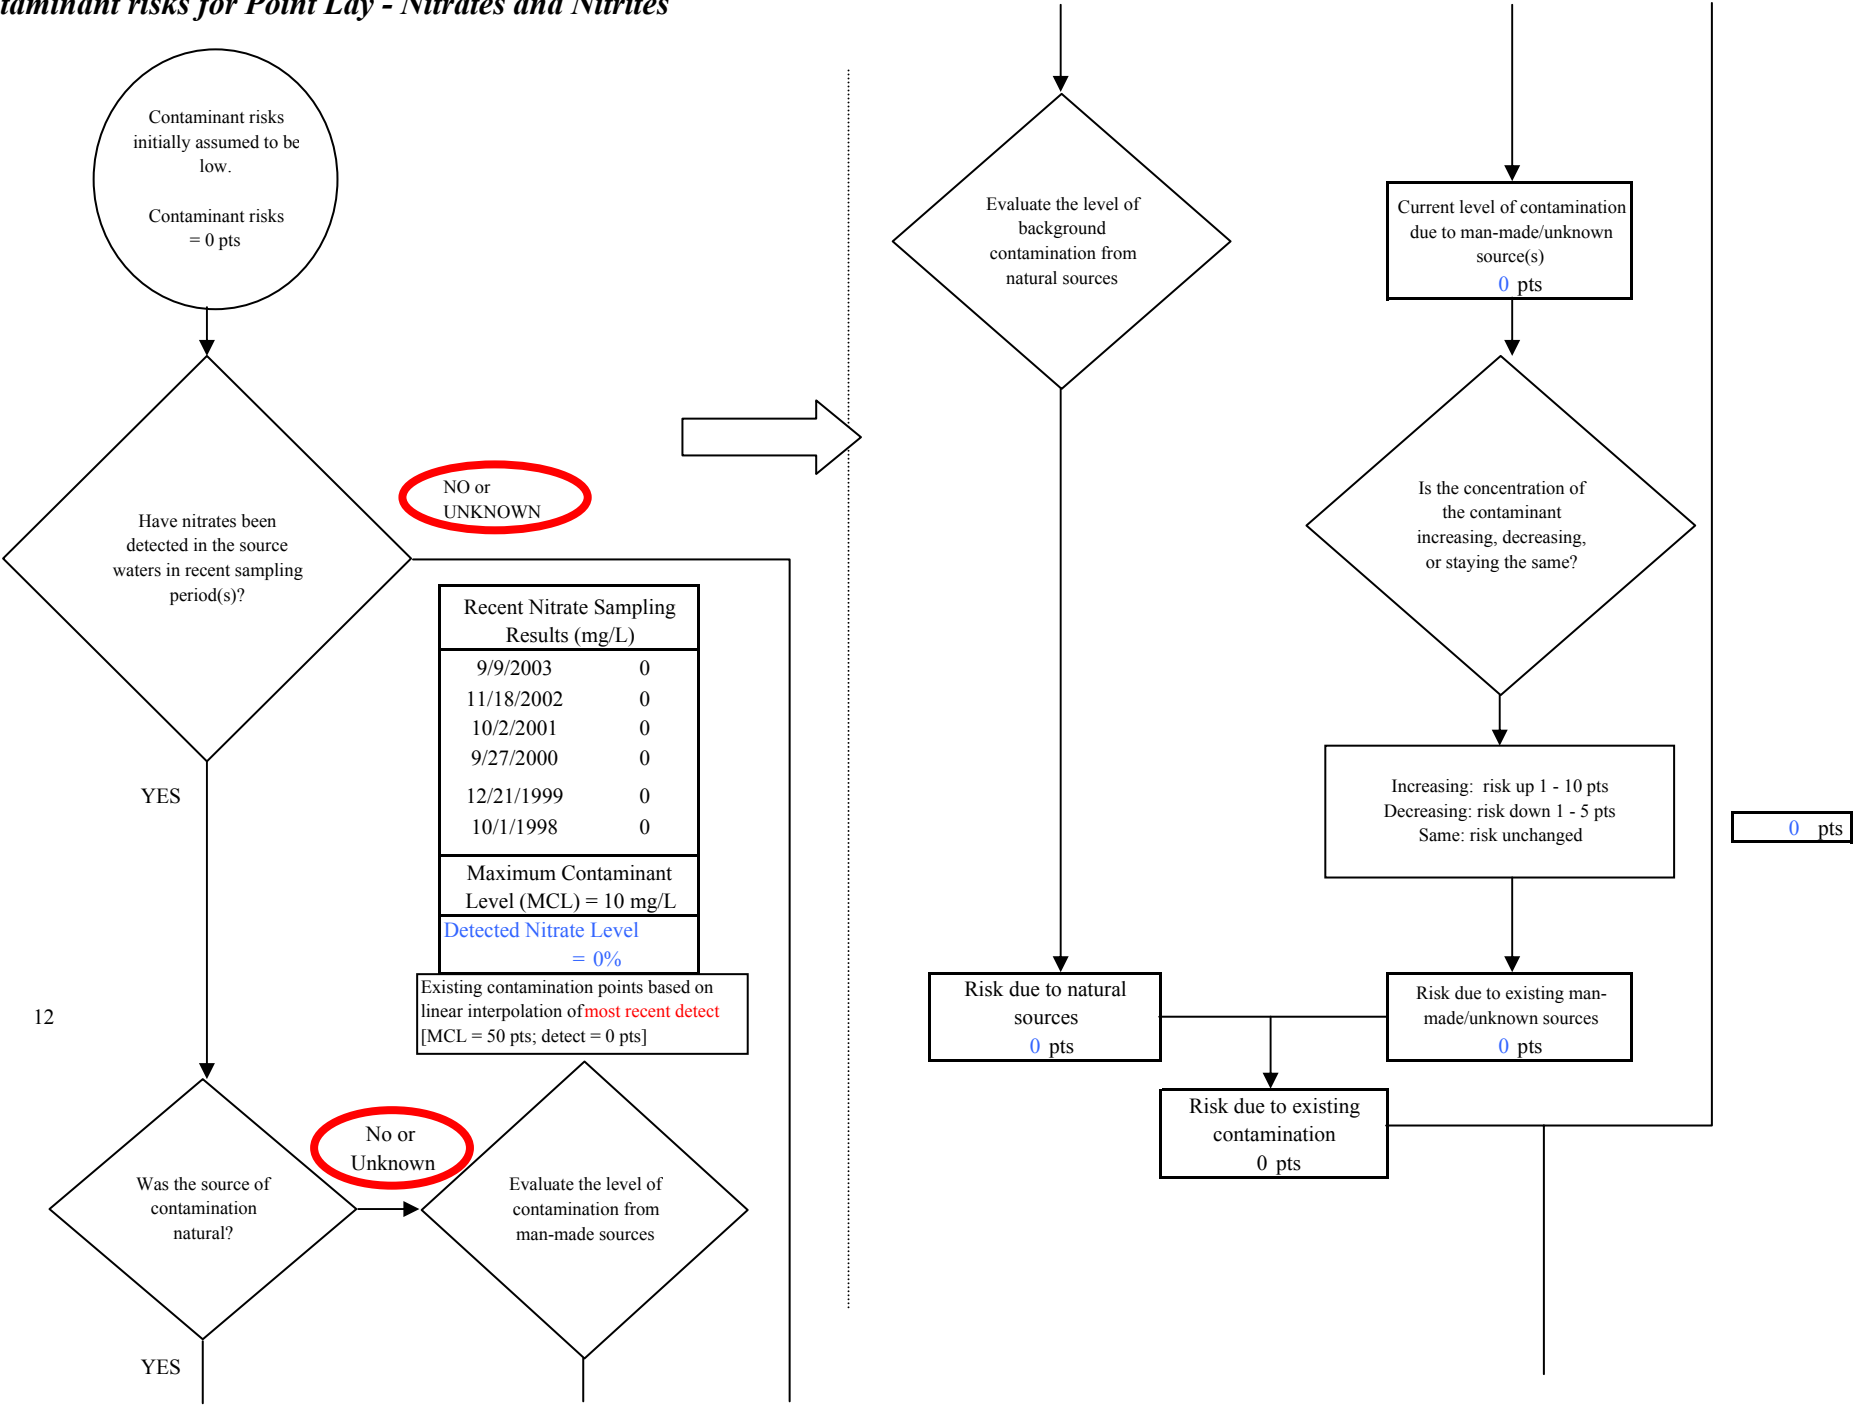 taminant risks for Point Lay - Nitrates and Nitrites
Contaminant risks
initially assumed to be
low.
Contaminant risks
= 0 pts
Have nitrates been
detected in the source
waters in recent sampling
period(s)?
NO or
UNKNOWN
YES
Recent Nitrate Sampling
Results (mg/L)
9/9/2003 0
11/18/2002 0
10/2/2001 0
9/27/2000 0
12/21/1999 0
10/1/1998 0
Maximum Contaminant
Level (MCL) = 10 mg/L
Detected Nitrate Level
= 0%
Existing contamination points based on
linear interpolation of most recent detect
[MCL = 50 pts; detect = 0 pts]
12
Was the source of
contamination
natural?
No or
Unknown
Evaluate the level of
contamination from
man-made sources
YES
Evaluate the level of
background
contamination from
natural sources
Current level of contamination
due to man-made/unknown
source(s)
0 pts
Is the concentration of
the contaminant
increasing, decreasing,
or staying the same?
Increasing: risk up 1 - 10 pts
Decreasing: risk down 1 - 5 pts
Same: risk unchanged
0 pts
Risk due to natural
sources
0 pts
Risk due to existing man-
made/unknown sources
0 pts
Risk due to existing
contamination
0 pts